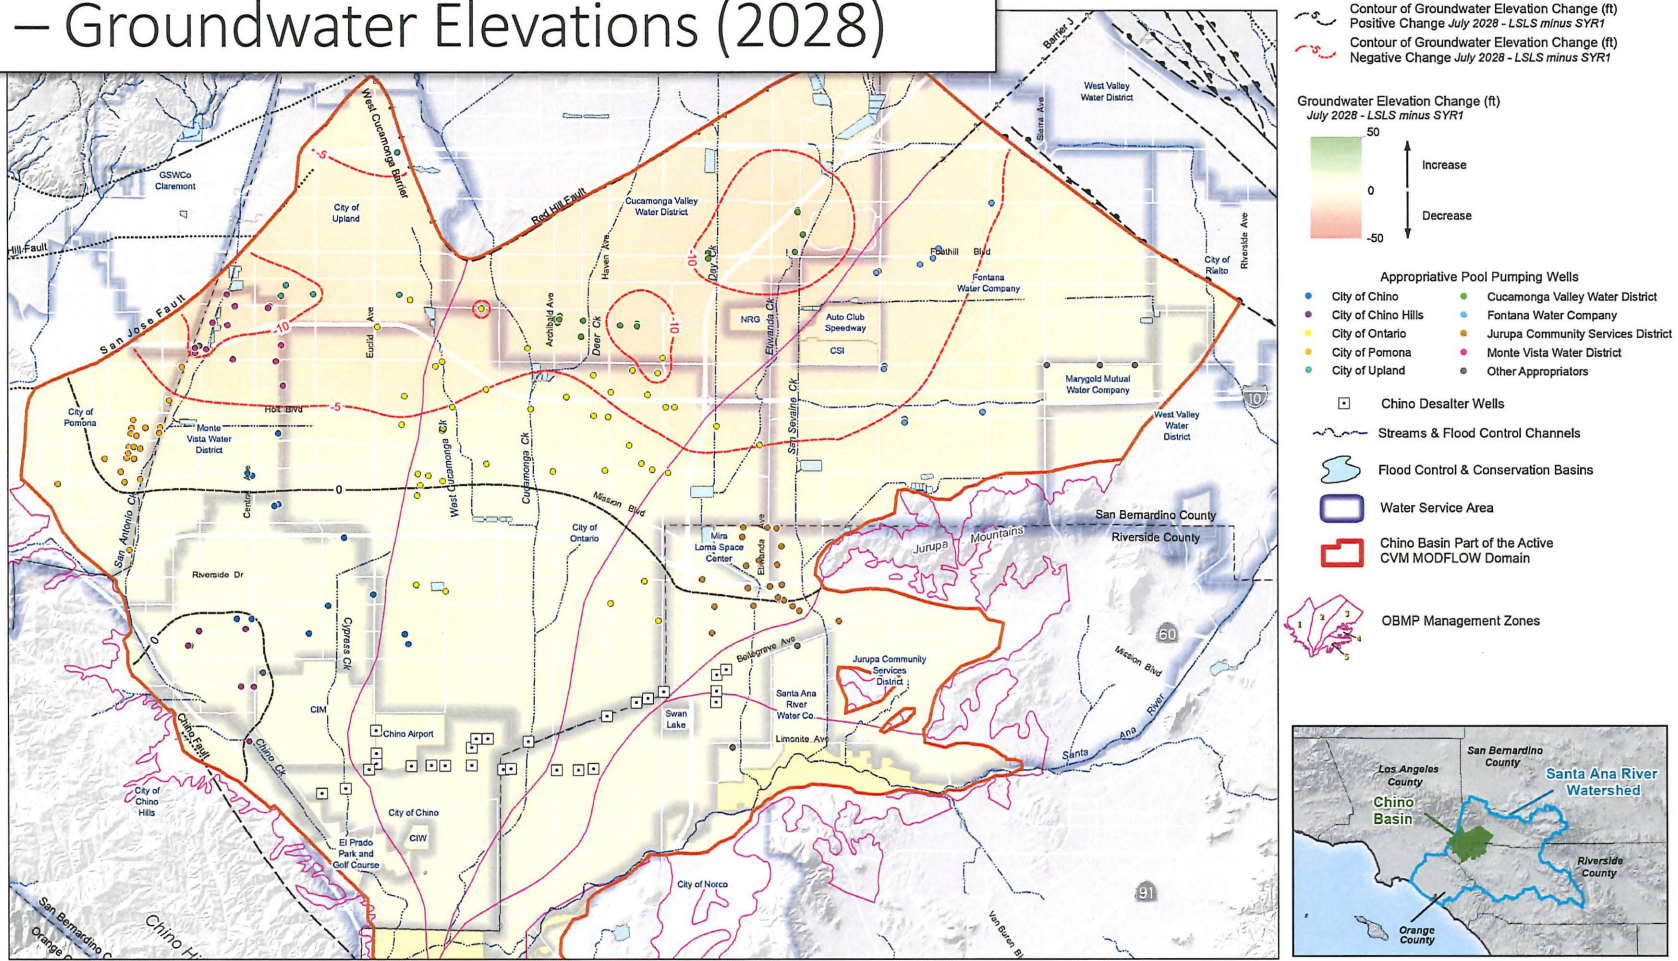 – Groundwater Elevations (2028)
Contour of Groundwater Elevation Change (ft)
Positive Change July 2028 - LSLS minus SYR1
Contour of Groundwater Elevation Change (ft)
Negative Change July 2028 - LSLS minus SYR1
Groundwater Elevation Change (ft)
July 2028 - LSLS minus SYR1
50
0
-50
Increase
Decrease
Appropriative Pool Pumping Wells
City of Chino
City of Chino Hills
City of Ontario
City of Pomona
City of Upland
Cucamonga Valley Water District
Fontana Water Company
Jurupa Community Services District
Monte Vista Water District
Other Appropriators
Chino Desalter Wells
Streams & Flood Control Channels
Flood Control & Conservation Basins
Water Service Area
Chino Basin Part of the Active
CVM MODFLOW Domain
OBMP Management Zones
1
2
3
4
5
San Bernardino
County
Los Angeles
County
Santa Ana River
Watershed
Chino
Basin
Riverside
County
Orange
County
Barrier J
West Valley
Water District
Sierra Ave
West Cucamonga Barrier
GSWCo
Claremont
-5
City of
Upland
Red Hill Fault
Cucamonga Valley
Water District
Hill Fault
Haven Ave
Day Ck
-10
Foothill Blvd
Fontana
Water Company
City of
Rialto
Riverside Ave
San Jose Fault
-10
Euclid Ave
Archibald Ave
Deer Ck
-10
NRG
Etiwanda Ck
Auto Club
Speedway
CSI
Marygold Mutual
Water Company
10
City of
Pomona
Holt Blvd
-5
Monte
Vista Water
District
West Cucamonga Ck
Cucamonga Ck
San Sevaine Ck
West Valley
Water
District
Central Ave
0
Mission Blvd
San Antonio Ck
City of
Ontario
Mira
Loma Space
Center
Etiwanda Ave
San Bernardino County
Riverside County
Jurupa Mountains
Riverside Dr
0
Cypress Ck
Bellegrave Ave
Jurupa Community
Services
District
60
Mission Blvd
CIM
Chino Airport
Swan
Lake
Santa Ana
River
Water Co.
Limonite Ave
Santa Ana River
Chino Fault
Chino Ck
City of
Chino
Hills
City of Chino
CIW
El Prado
Park and
Golf Course
City of Norco
91
Van Buren Bl
San Bernardino C
Orange C
Chino Hi